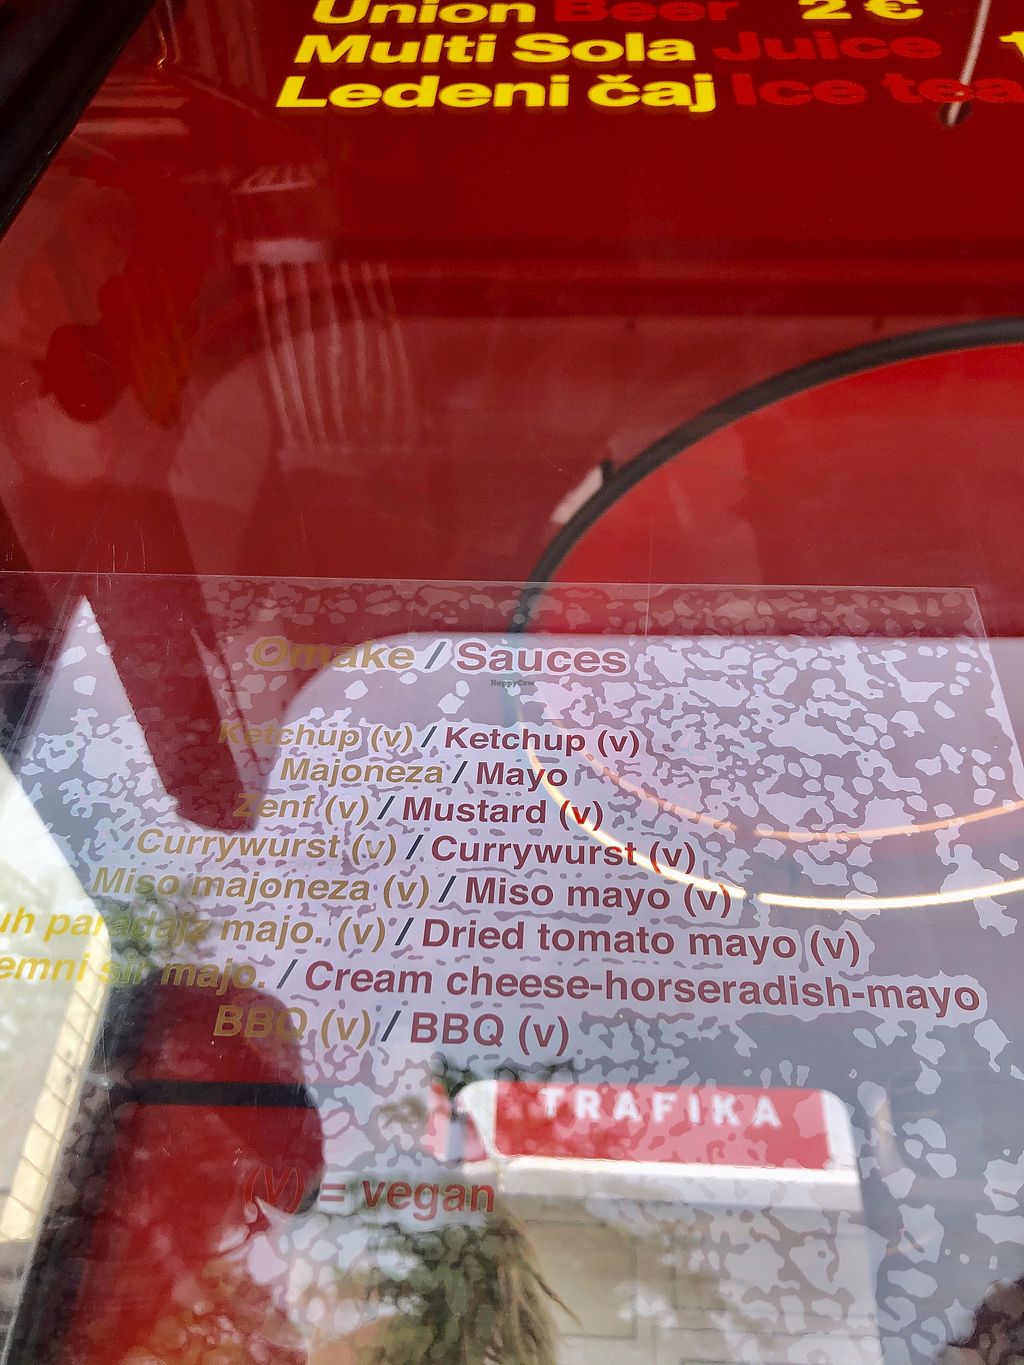 Union Beer 2 €
Multi Sola Juice
Ledeni čaj Ice tea
Omake / Sauces
HappyCow
Ketchup (v) / Ketchup (v)
Majoneza / Mayo
Zenf (v) / Mustard (v)
Currywurst (v) / Currywurst (v)
Miso majoneza (v) / Miso mayo (v)
uh paradajz majo. (v) / Dried tomato mayo (v)
emni sir majo. / Cream cheese-horseradish-mayo
BBQ (v) / BBQ (v)
TRAFIKA
(v) = vegan